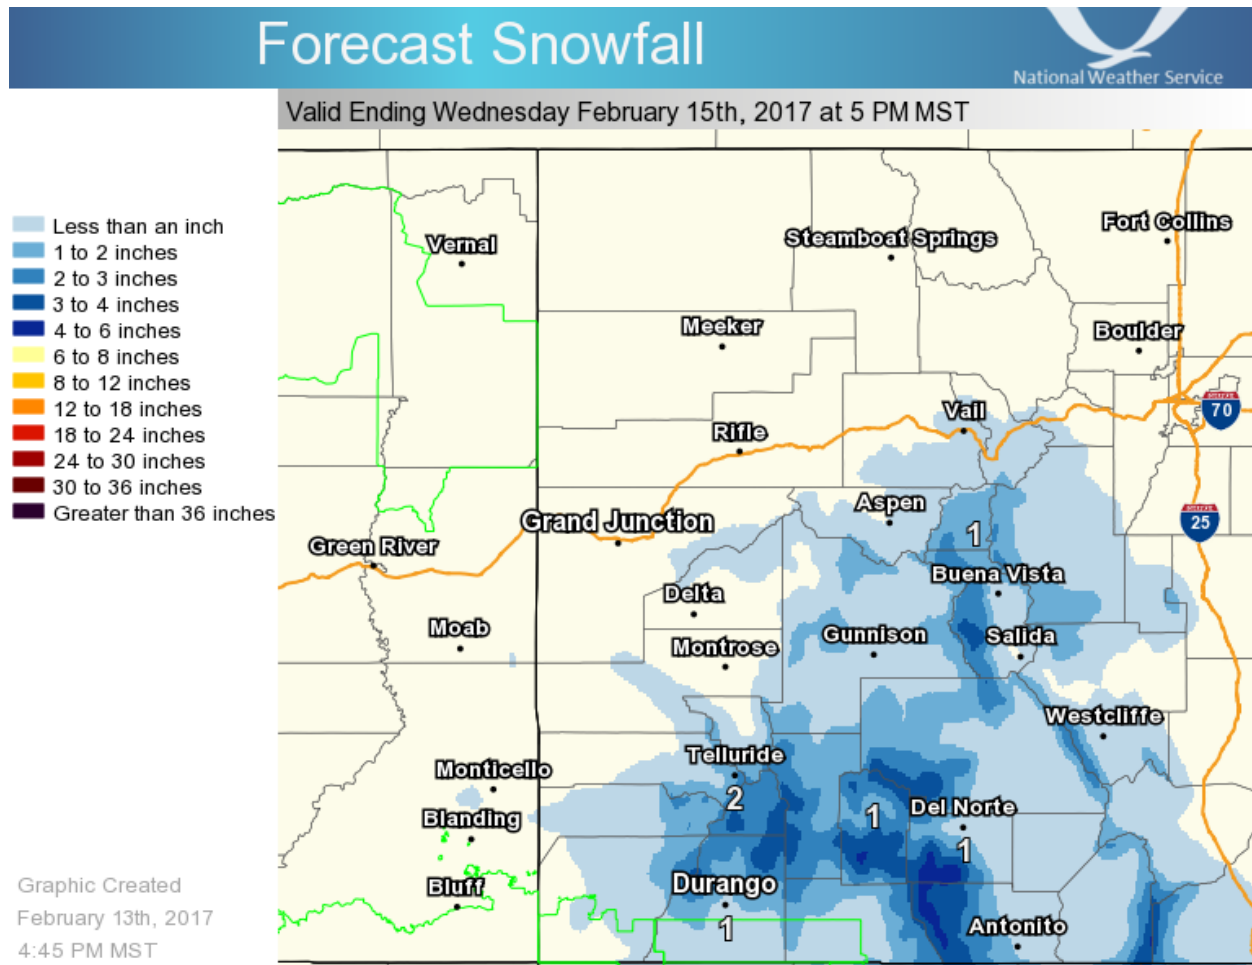 Forecast Snowfall
National Weather Service
Valid Ending Wednesday February 15th, 2017 at 5 PM MST
Less than an inch
1 to 2 inches
2 to 3 inches
3 to 4 inches
4 to 6 inches
6 to 8 inches
8 to 12 inches
12 to 18 inches
18 to 24 inches
24 to 30 inches
30 to 36 inches
Greater than 36 inches
Vernal
Steamboat Springs
Fort Collins
Meeker
Boulder
Vail
70
Rifle
Aspen
Grand Junction
25
1
Green River
Buena Vista
Delta
Moab
Gunnison
Salida
Montrose
Westcliffe
Telluride
Monticello
2
1
Del Norte
Blanding
1
Durango
Bluff
1
Antonito
Graphic Created
February 13th, 2017
4:45 PM MST